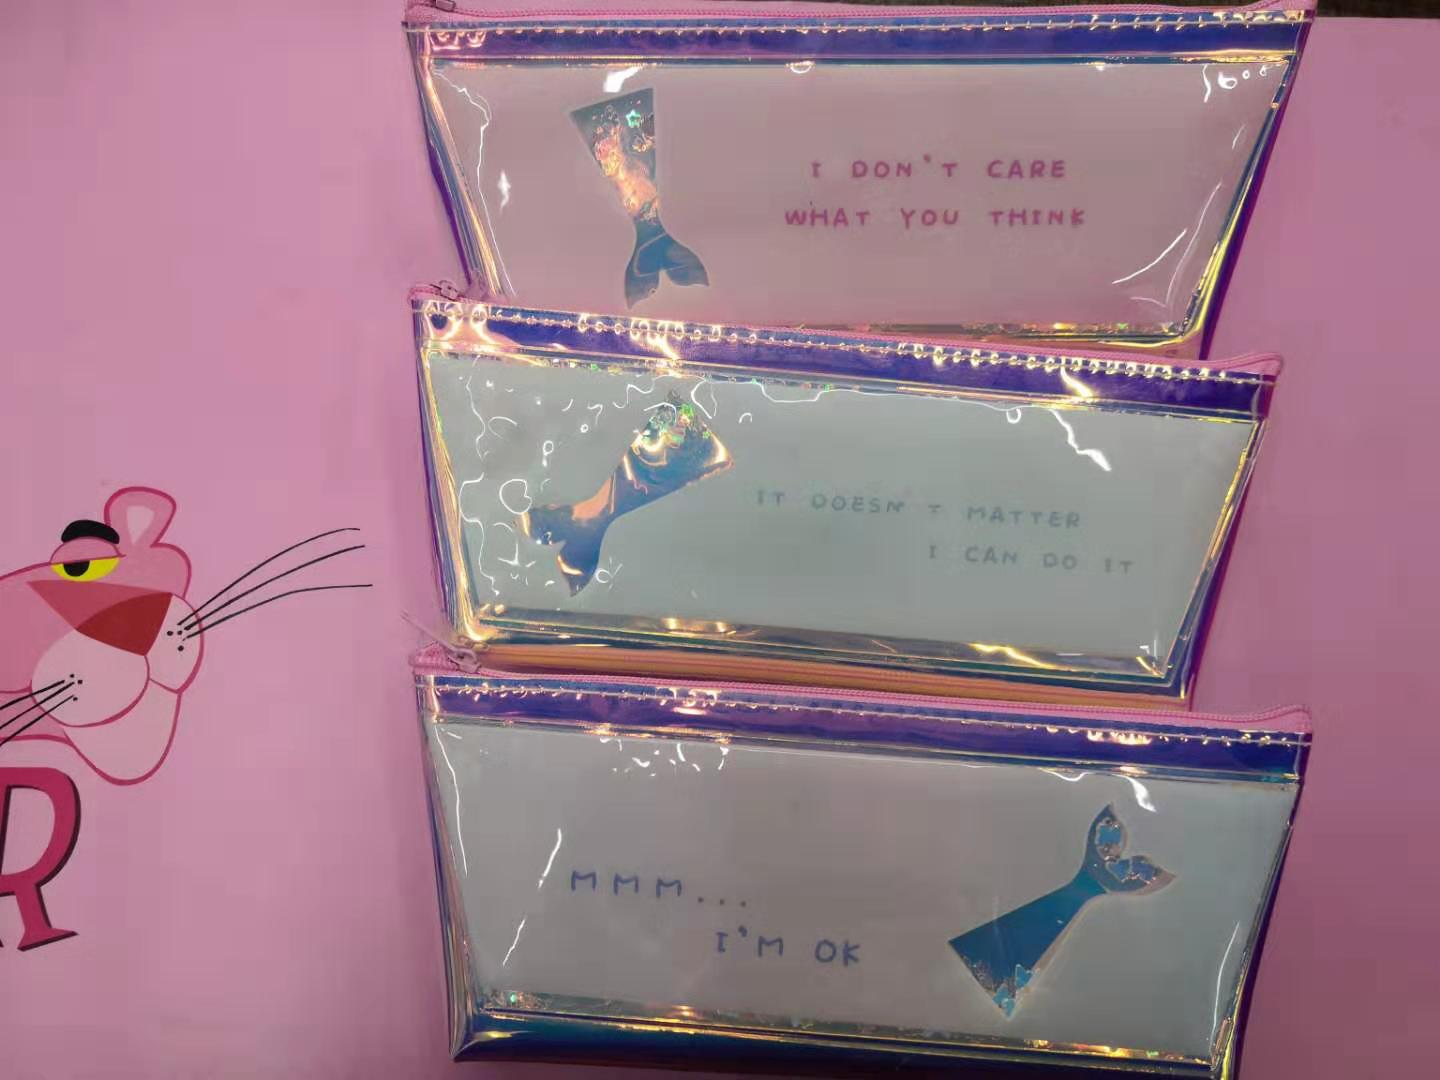 I DON'T CARE
WHAT YOU THINK
IT DOESN T MATTER
I CAN DO IT
MMM...
I'M OK
R